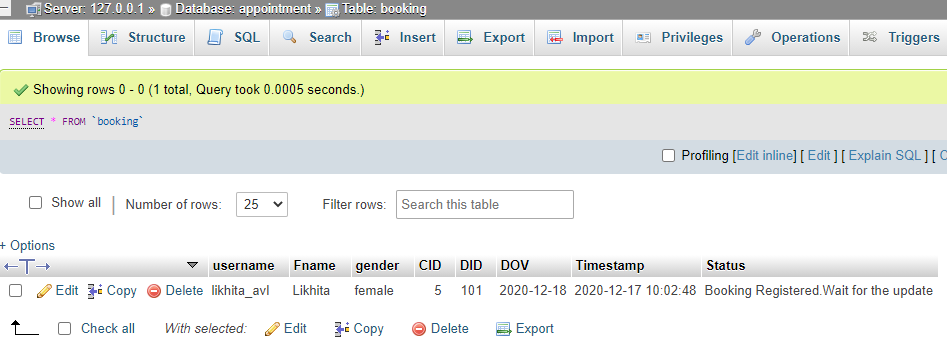 Server: 127.0.0.1 » Database: appointment » Table: booking
Browse Structure SQL Search Insert Export Import Privileges Operations Triggers
Showing rows 0 - 0 (1 total, Query took 0.0005 seconds.)
SELECT * FROM `booking`
Profiling [Edit inline] [ Edit ] [ Explain SQL ] [
Show all Number of rows: 25 Filter rows: Search this table
+ Options
←T→ username Fname gender CID DID DOV Timestamp Status
Edit Copy Delete likhita_avl Likhita female 5 101 2020-12-18 2020-12-17 10:02:48 Booking Registered.Wait for the update
Check all With selected: Edit Copy Delete Export